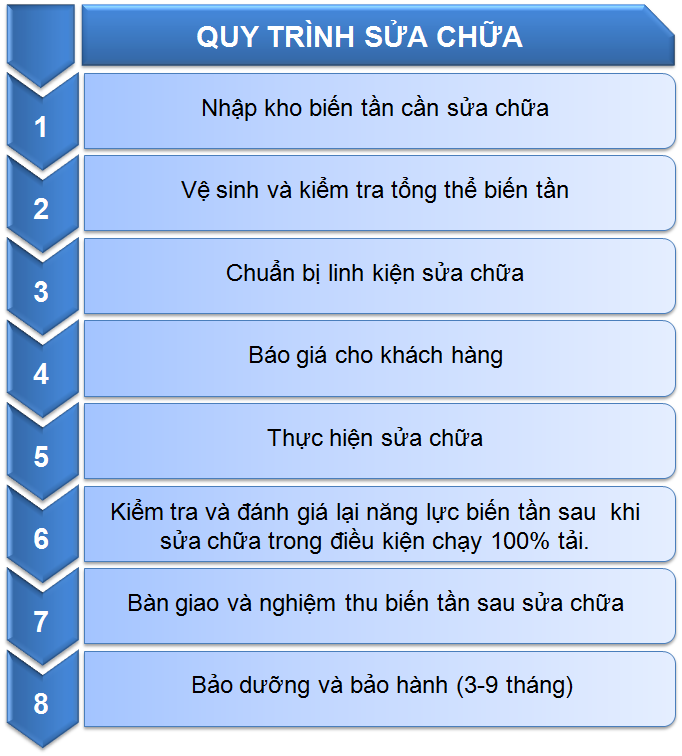 QUY TRÌNH SỬA CHỮA
1
Nhập kho biến tần cần sửa chữa
2
Vệ sinh và kiểm tra tổng thể biến tần
3
Chuẩn bị linh kiện sửa chữa
4
Báo giá cho khách hàng
5
Thực hiện sửa chữa
6
Kiểm tra và đánh giá lại năng lực biến tần sau khi
sửa chữa trong điều kiện chạy 100% tải.
7
Bàn giao và nghiệm thu biến tần sau sửa chữa
8
Bảo dưỡng và bảo hành (3-9 tháng)